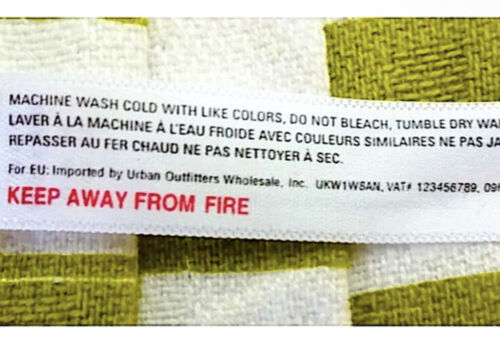 MACHINE WASH COLD WITH LIKE COLORS, DO NOT BLEACH, TUMBLE DRY
LAVER À LA MACHINE À L'EAU FROIDE AVEC COULEURS SIMILAIRES NE PAS
REPASSER AU FER CHAUD NE PAS NETTOYER À SEC.
For EU: Imported by Urban Outfitters Wholesale, Inc. UKW1W8AN, VAT# 123456789,
KEEP AWAY FROM FIRE